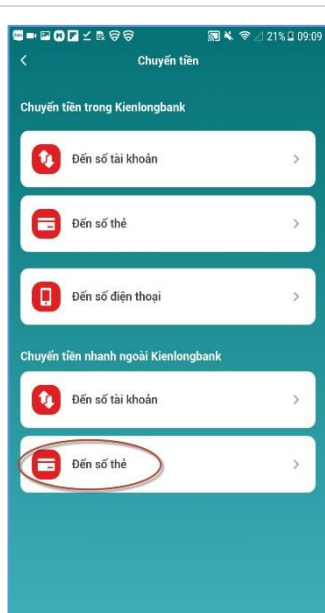 21% 09:09
Chuyển tiền
Chuyển tiền trong Kienlongbank
Đến số tài khoản
Đến số thẻ
Đến số điện thoại
Chuyển tiền nhanh ngoài Kienlongbank
Đến số tài khoản
Đến số thẻ